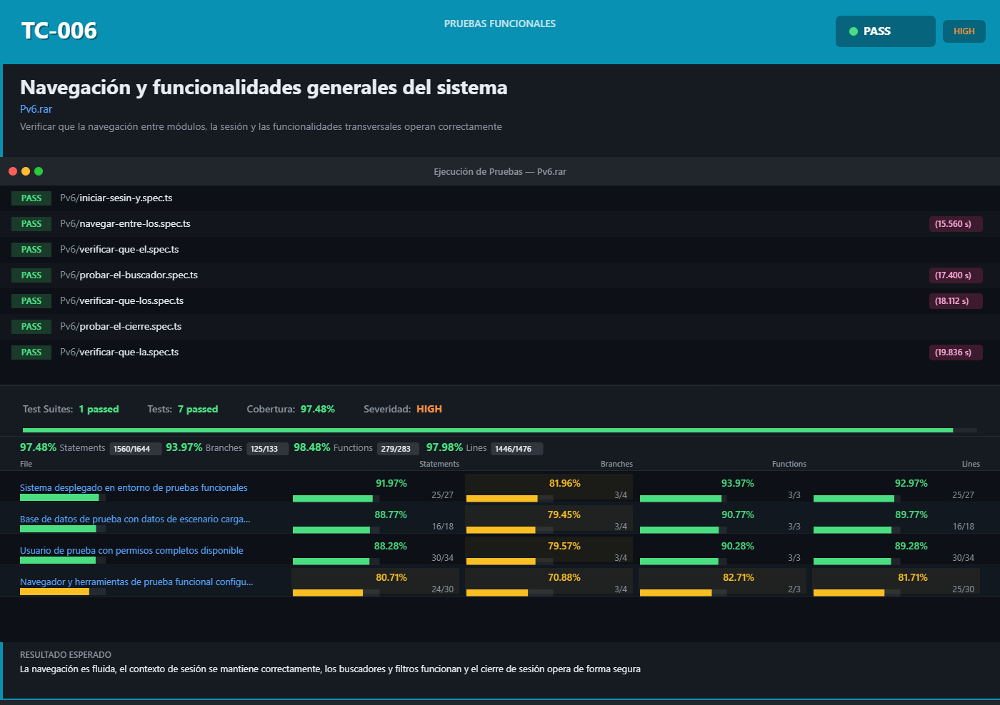 TC-006
PRUEBAS FUNCIONALES
PASS
HIGH
Navegación y funcionalidades generales del sistema
Pv6.rar
Verificar que la navegación entre módulos, la sesión y las funcionalidades transversales operan correctamente
Ejecución de Pruebas — Pv6.rar
PASS Pv6/iniciar-sesin-y.spec.ts
PASS Pv6/navegar-entre-los.spec.ts (15.560 s)
PASS Pv6/verificar-que-el.spec.ts
PASS Pv6/probar-el-buscador.spec.ts (17.400 s)
PASS Pv6/verificar-que-los.spec.ts (18.112 s)
PASS Pv6/probar-el-cierre.spec.ts
PASS Pv6/verificar-que-la.spec.ts (19.836 s)
Test Suites: 1 passed Tests: 7 passed Cobertura: 97.48% Severidad: HIGH
97.48% Statements 1560/1644 93.97% Branches 125/133 98.48% Functions 279/283 97.98% Lines 1446/1476
File Statements Branches Functions Lines
Sistema desplegado en entorno de pruebas funcionales 91.97% 25/27 81.96% 3/4 93.97% 3/3 92.97% 25/27
Base de datos de prueba con datos de escenario carga... 88.77% 16/18 79.45% 3/4 90.77% 3/3 89.77% 16/18
Usuario de prueba con permisos completos disponible 88.28% 30/34 79.57% 3/4 90.28% 3/3 89.28% 30/34
Navegador y herramientas de prueba funcional configu... 80.71% 24/30 70.88% 3/4 82.71% 2/3 81.71% 25/30
RESULTADO ESPERADO
La navegación es fluida, el contexto de sesión se mantiene correctamente, los buscadores y filtros funcionan y el cierre de sesión opera de forma segura